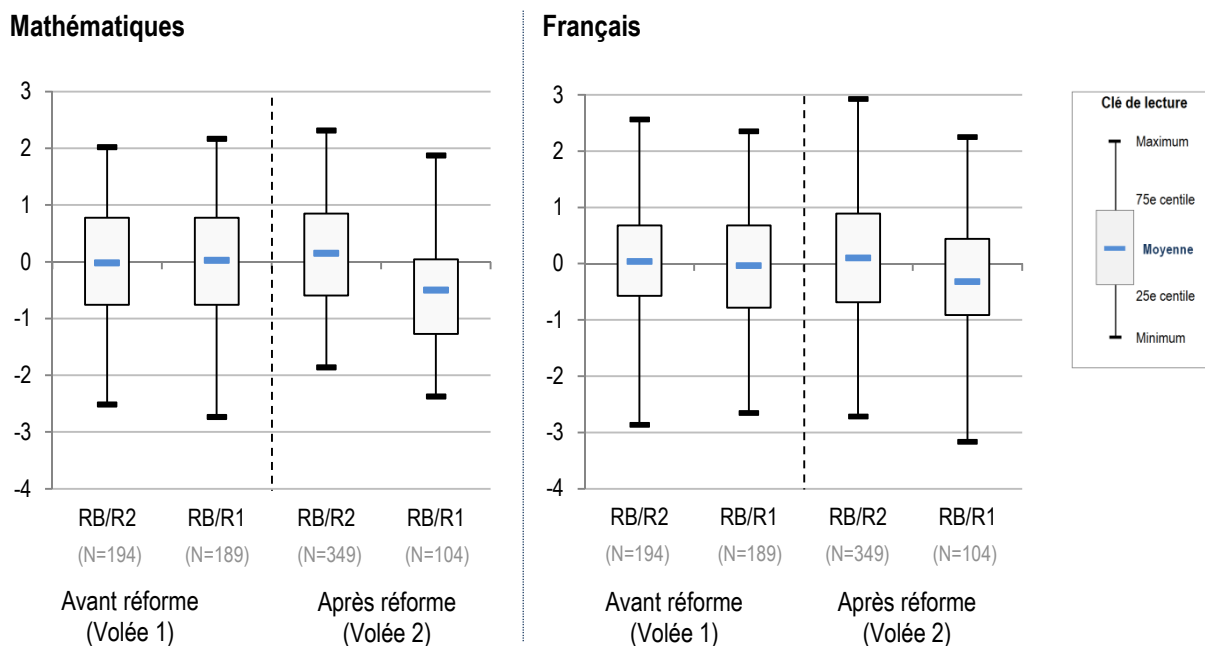 Mathématiques
3
2
1
0
-1
-2
-3
-4
RB/R2 RB/R1 RB/R2 RB/R1
(N=194) (N=189) (N=349) (N=104)
Avant réforme Après réforme
(Volée 1) (Volée 2)
Français
3
2
1
0
-1
-2
-3
-4
RB/R2 RB/R1 RB/R2 RB/R1
(N=194) (N=189) (N=349) (N=104)
Avant réforme Après réforme
(Volée 1) (Volée 2)
Clé de lecture
Maximum
75e centile
Moyenne
25e centile
Minimum